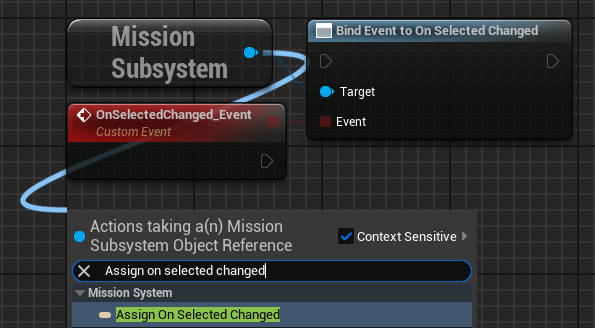 Mission
Subsystem
Bind Event to On Selected Changed
Target
Event
OnSelectedChanged_Event
Custom Event
Actions taking a(n) Mission
Subsystem Object Reference
Context Sensitive
Assign on selected changed
Mission System
Assign On Selected Changed